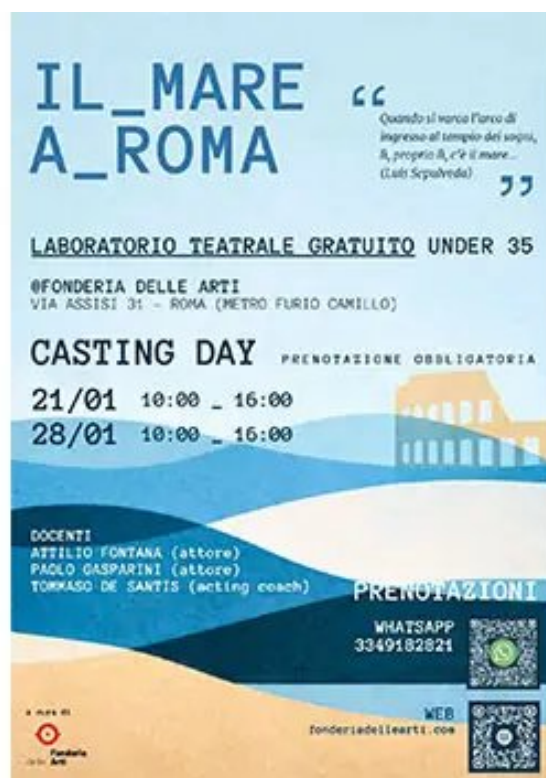 IL_MARE
A_ROMA
“
Quando si varca l'arco di
ingresso al tempio dei sogni,
lì, proprio lì, c'è il mare...
(Luis Sepulveda)
”
LABORATORIO TEATRALE GRATUITO UNDER 35
@FONDERIA DELLE ARTI
VIA ASSISI 31 - ROMA (METRO FURIO CAMILLO)
CASTING DAY PRENOTAZIONE OBBLIGATORIA
21/01 10:00 _ 16:00
28/01 10:00 _ 16:00
DOCENTI
ATTILIO FONTANA (attore)
PAOLO GASPARINI (attore)
TOMMASO DE SANTIS (acting coach)
PRENOTAZIONI
WHATSAPP
3349182821
WEB
fonderiadellearti.com
a cura di
Fonderia
delle Arti